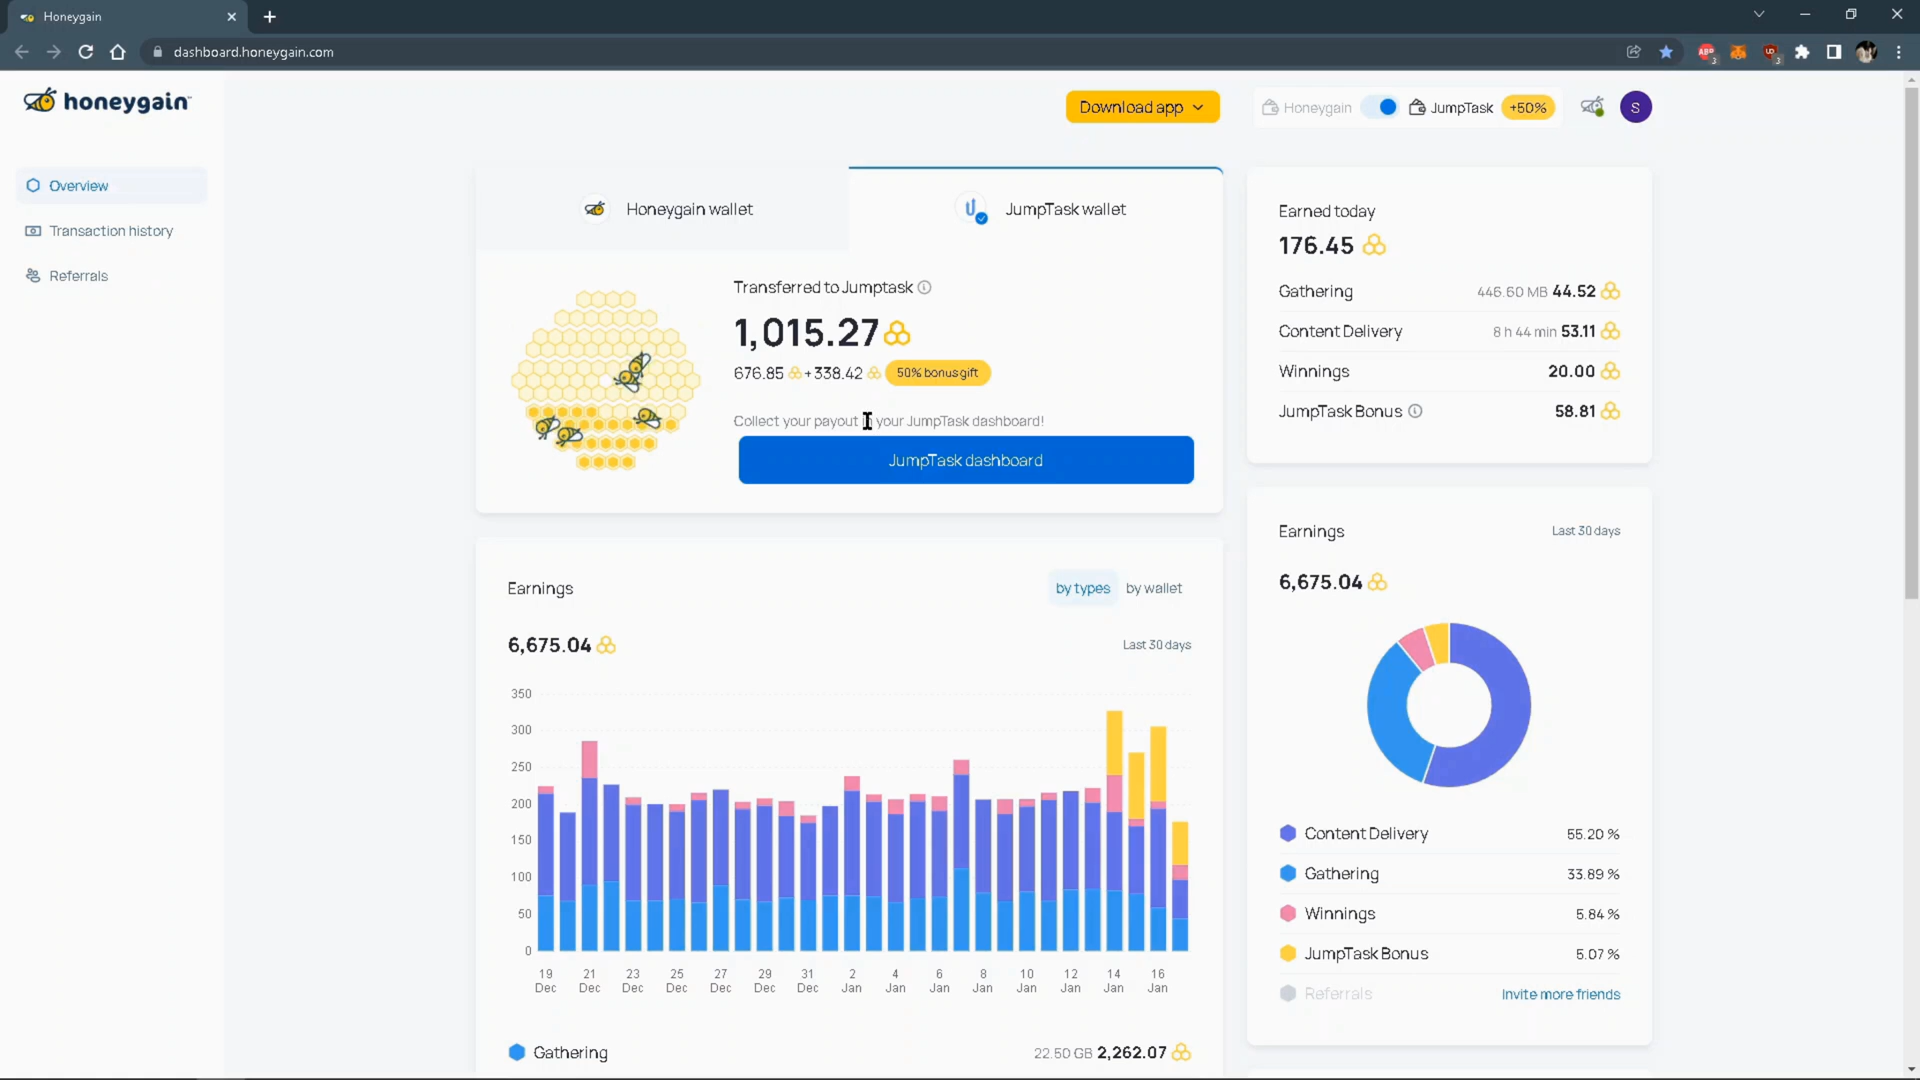 Honeygain
dashboard.honeygain.com
ABP 3
UD 3
honeygain
Download app
Honeygain
JumpTask
+50%
S
Overview
Transaction history
Referrals
Honeygain wallet
JumpTask wallet
Transferred to Jumptask
1,015.27
676.85 +338.42 50% bonus gift
Collect your payout in your JumpTask dashboard!
JumpTask dashboard
Earned today
176.45
Gathering 446.60 MB 44.52
Content Delivery 8 h 44 min 53.11
Winnings 20.00
JumpTask Bonus 58.81
Earnings by types by wallet
6,675.04 Last 30 days
350
300
250
200
150
100
50
0
19 21 23 25 27 29 31 2 4 6 8 10 12 14 16
Dec Dec Dec Dec Dec Dec Dec Jan Jan Jan Jan Jan Jan Jan Jan
Gathering 22.50 GB 2,262.07
Earnings Last 30 days
6,675.04
Content Delivery 55.20 %
Gathering 33.89 %
Winnings 5.84 %
JumpTask Bonus 5.07 %
Referrals Invite more friends